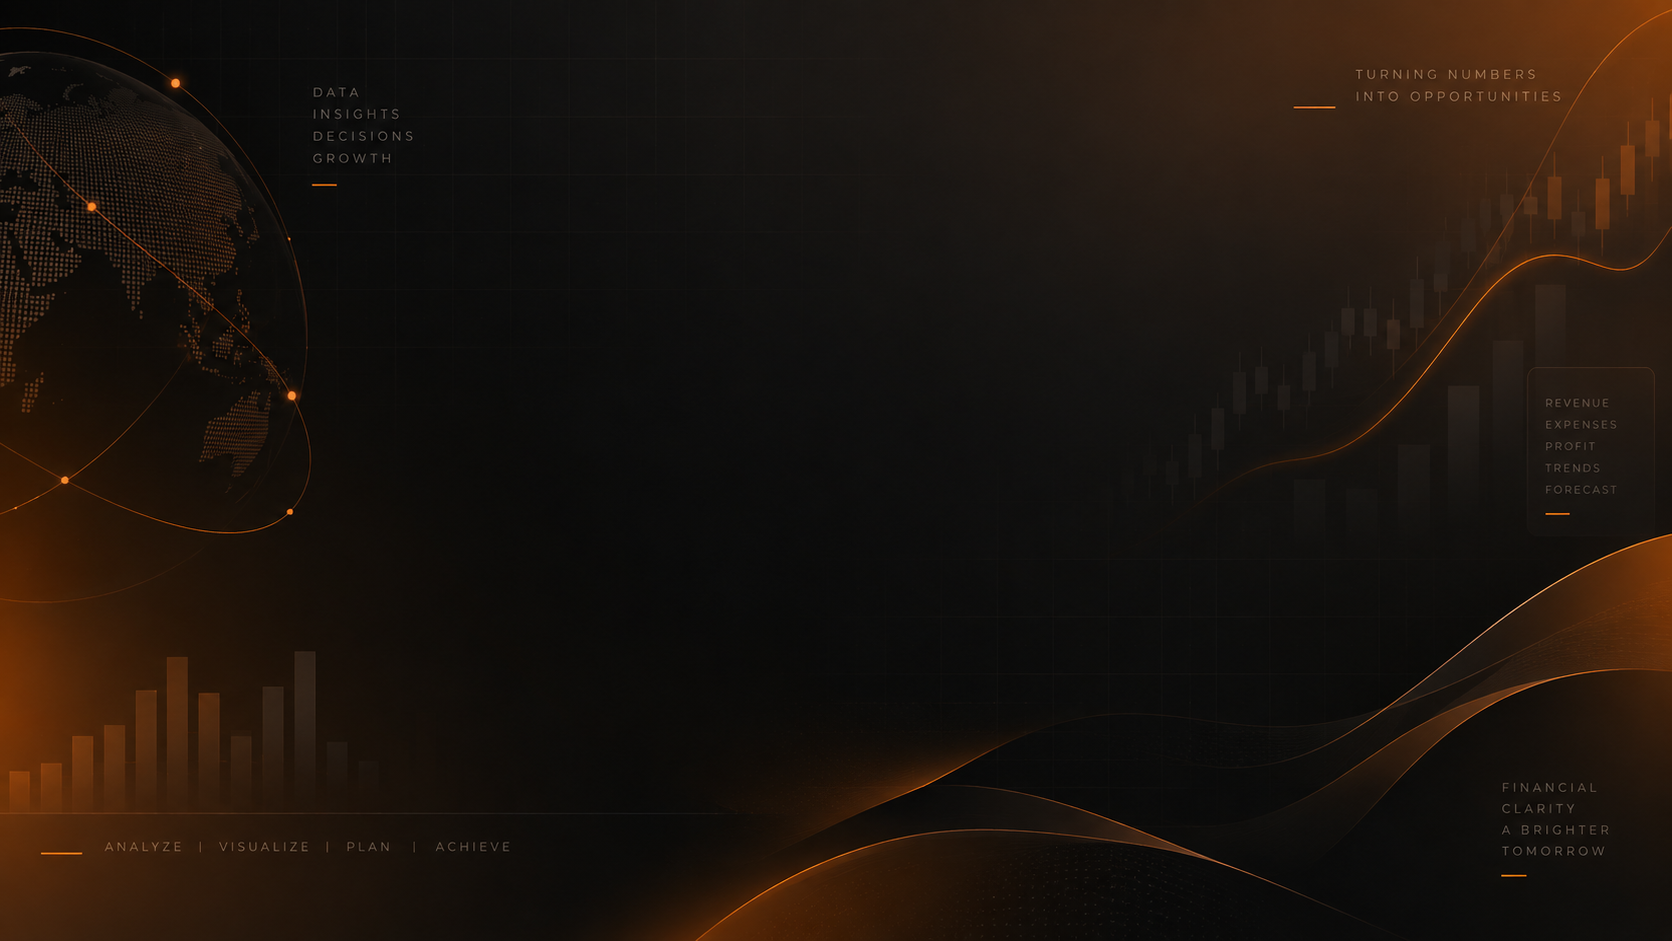 DATA
INSIGHTS
DECISIONS
GROWTH
TURNING NUMBERS
INTO OPPORTUNITIES
REVENUE
EXPENSES
PROFIT
TRENDS
FORECAST
ANALYZE | VISUALIZE | PLAN | ACHIEVE
FINANCIAL
CLARITY
A BRIGHTER
TOMORROW